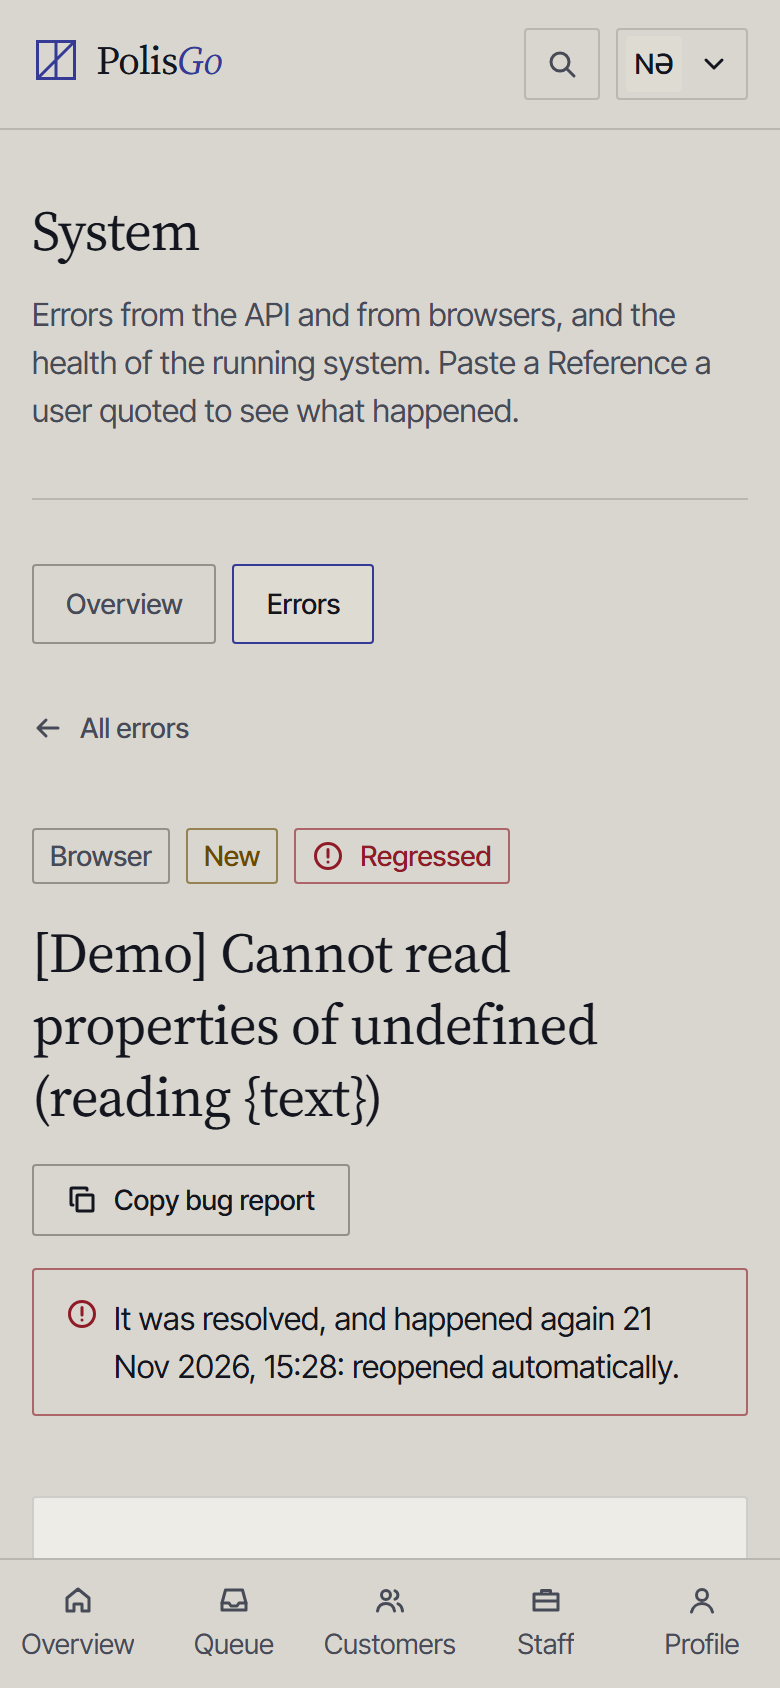 PolisGo
NƏ
System
Errors from the API and from browsers, and the
health of the running system. Paste a Reference a
user quoted to see what happened.
Overview
Errors
All errors
Browser
New
Regressed
[Demo] Cannot read
properties of undefined
(reading {text})
Copy bug report
It was resolved, and happened again 21
Nov 2026, 15:28: reopened automatically.
Overview
Queue
Customers
Staff
Profile